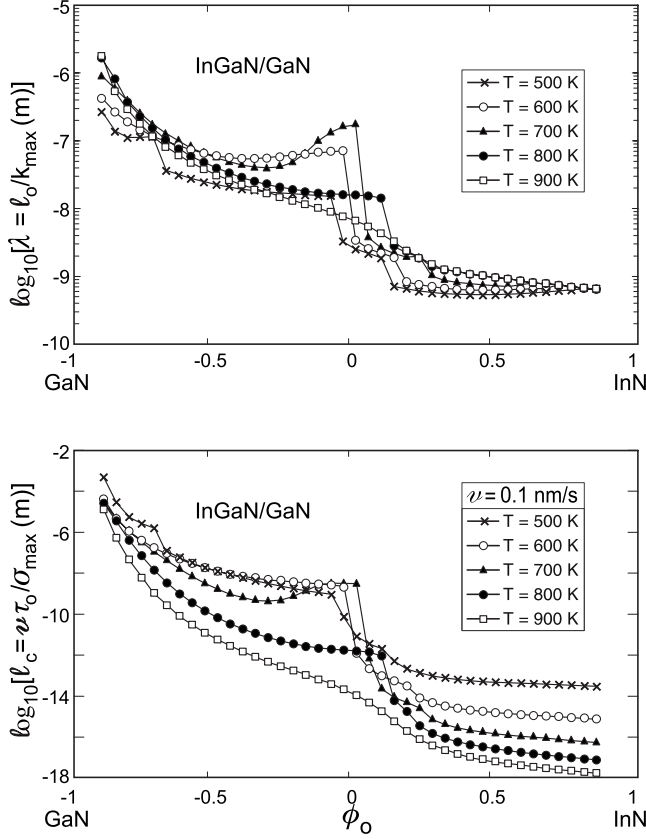 -5
-6
-7
-8
-9
-10
log10[λ = ℓo/kmax (m)]
InGaN/GaN
T = 500 K
T = 600 K
T = 700 K
T = 800 K
T = 900 K
-1 -0.5 0 0.5 1
GaN InN
-2
-6
-10
-14
-18
log10[ℓc=ντo/σmax (m)]
InGaN/GaN
ν = 0.1 nm/s
T = 500 K
T = 600 K
T = 700 K
T = 800 K
T = 900 K
-1 -0.5 0 0.5 1
GaN ϕo InN